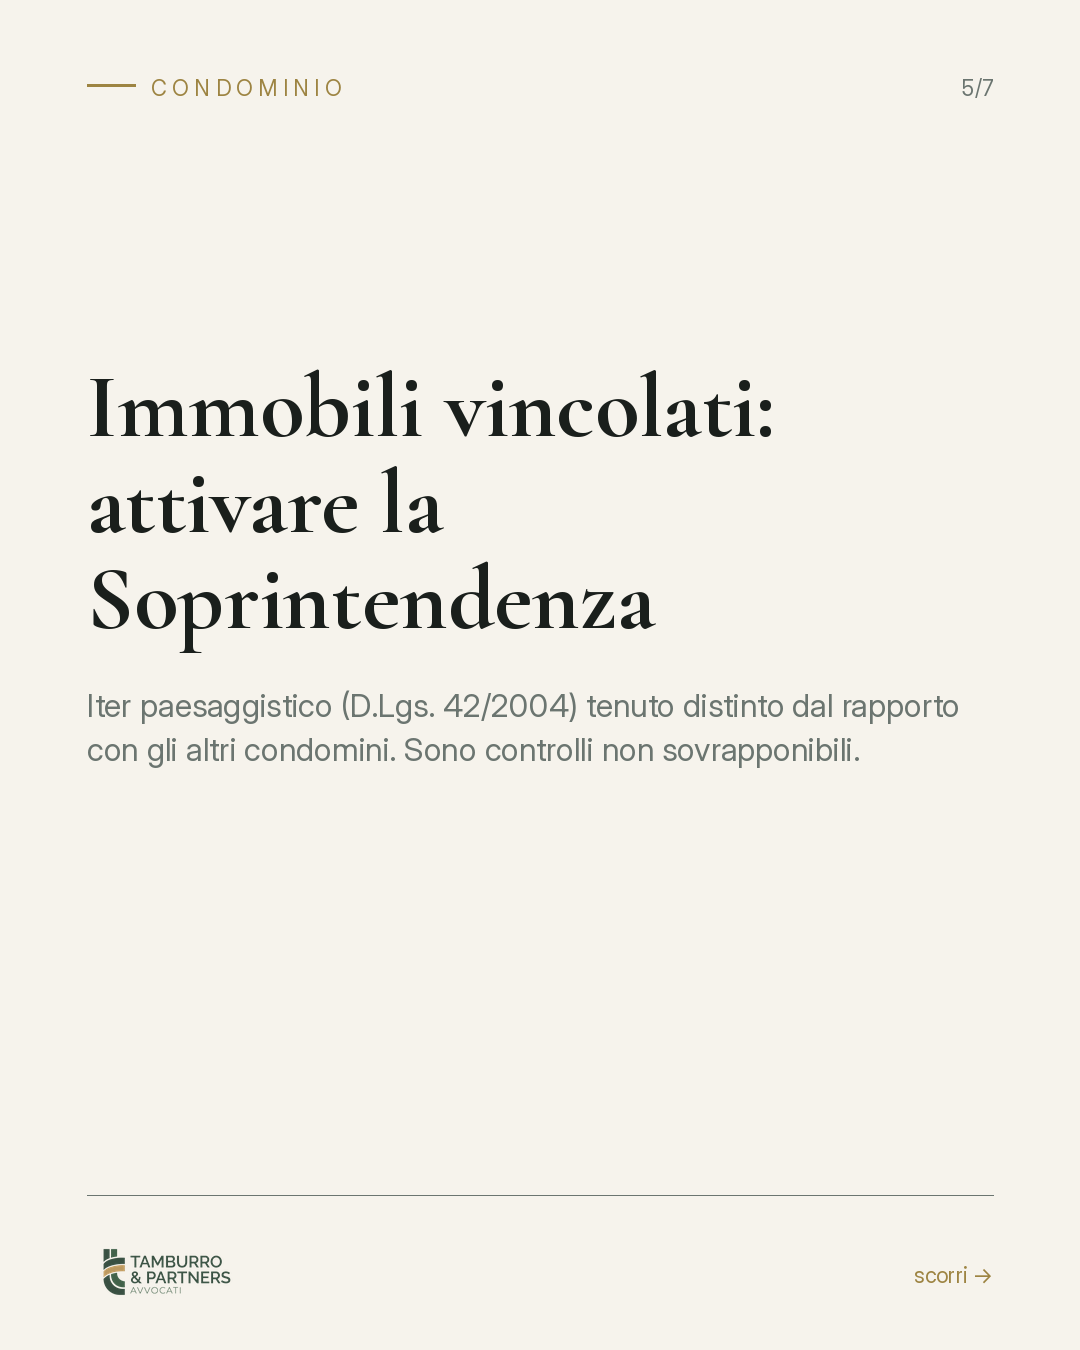 CONDOMINIO
5/7
Immobili vincolati:
attivare la
Soprintendenza
Iter paesaggistico (D.Lgs. 42/2004) tenuto distinto dal rapporto
con gli altri condomini. Sono controlli non sovrapponibili.
TAMBURRO
& PARTNERS
AVVOCATI
scorri →